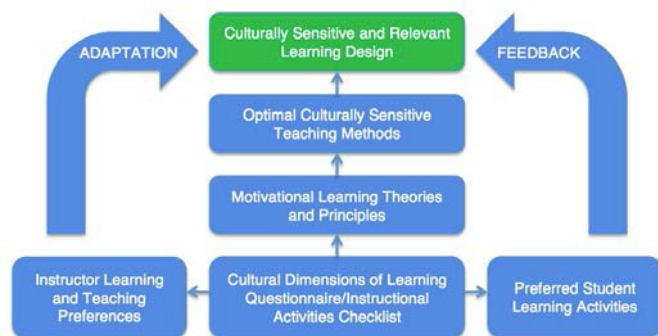 Culturally Sensitive and Relevant
Learning Design
ADAPTATION
FEEDBACK
Optimal Culturally Sensitive
Teaching Methods
Motivational Learning Theories
and Principles
Instructor Learning
and Teaching
Preferences
Cultural Dimensions of Learning
Questionnaire/Instructional
Activities Checklist
Preferred Student
Learning Activities